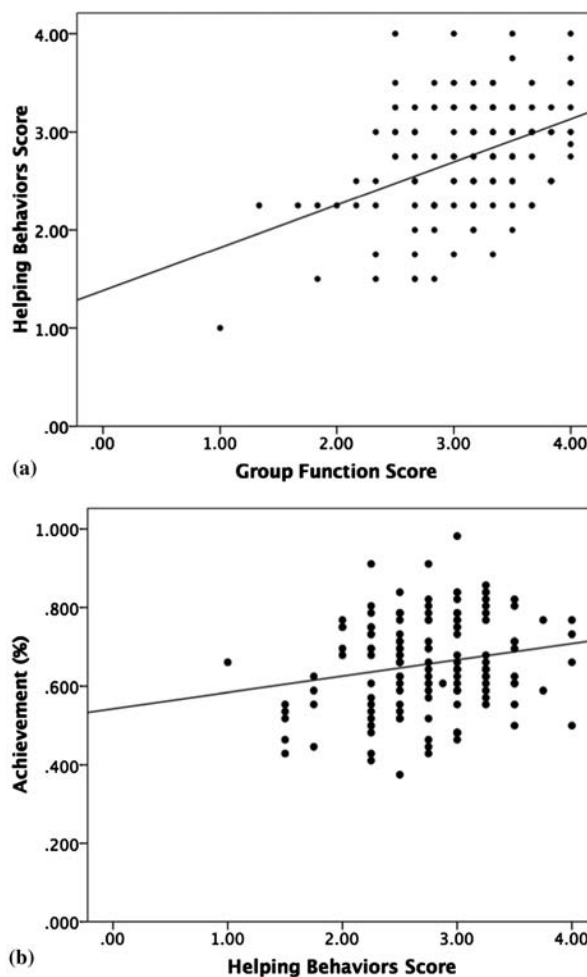 4.00
3.00
2.00
1.00
.00
Helping Behaviors Score
.00 1.00 2.00 3.00 4.00
(a) Group Function Score
1.000
.800
.600
.400
.200
.000
Achievement (%)
.00 1.00 2.00 3.00 4.00
(b) Helping Behaviors Score